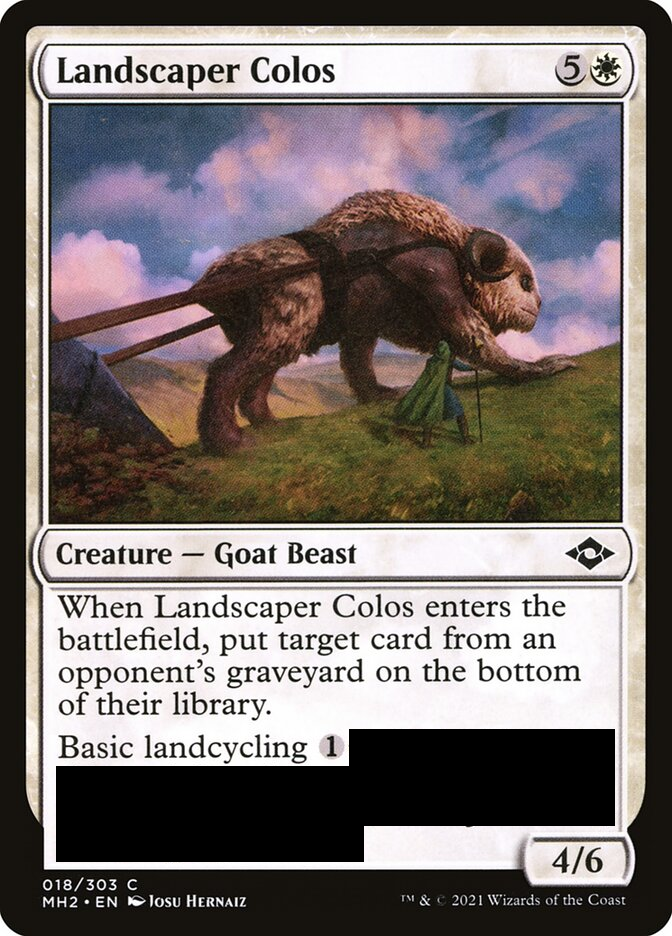 Landscaper Colos 5
Creature — Goat Beast
When Landscaper Colos enters the
battlefield, put target card from an
opponent's graveyard on the bottom
of their library.
Basic landcycling 1
4/6
018/303 C
MH2 • EN Josu Hernaiz
™ & © 2021 Wizards of the Coast